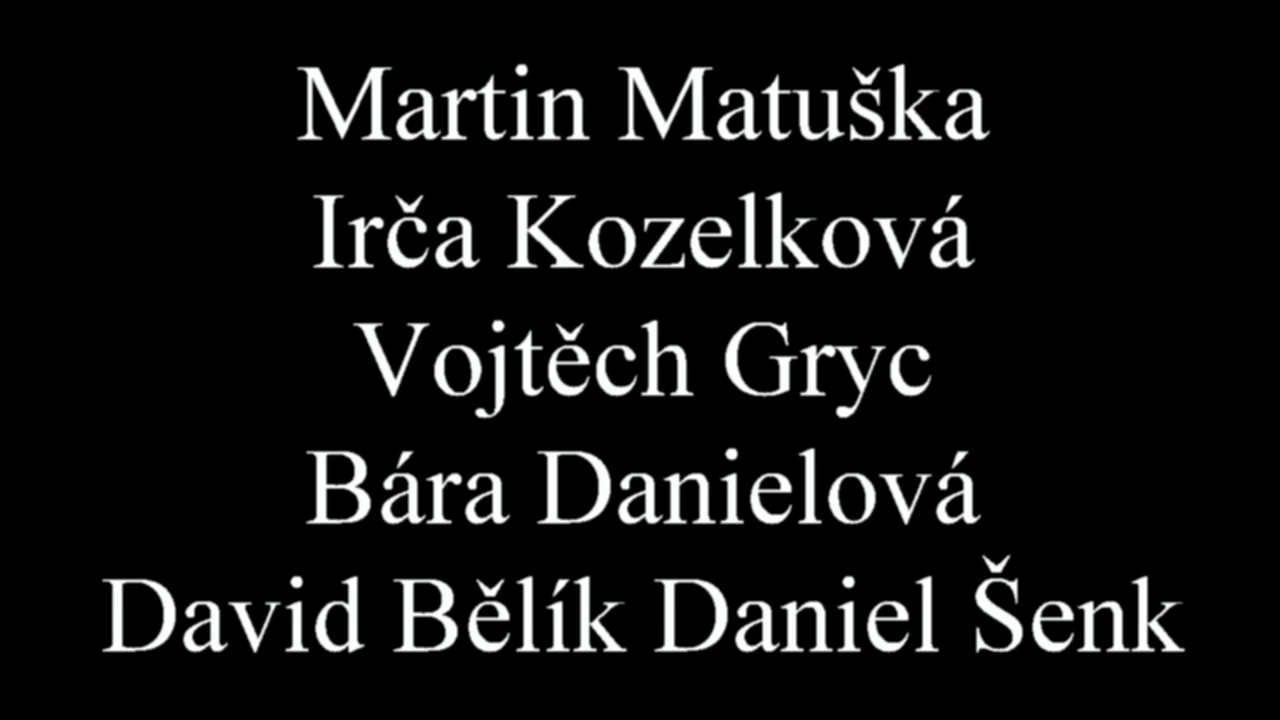 Martin Matuška
Irča Kozelková
Vojtěch Gryc
Bára Danielová
David Bělík Daniel Šenk